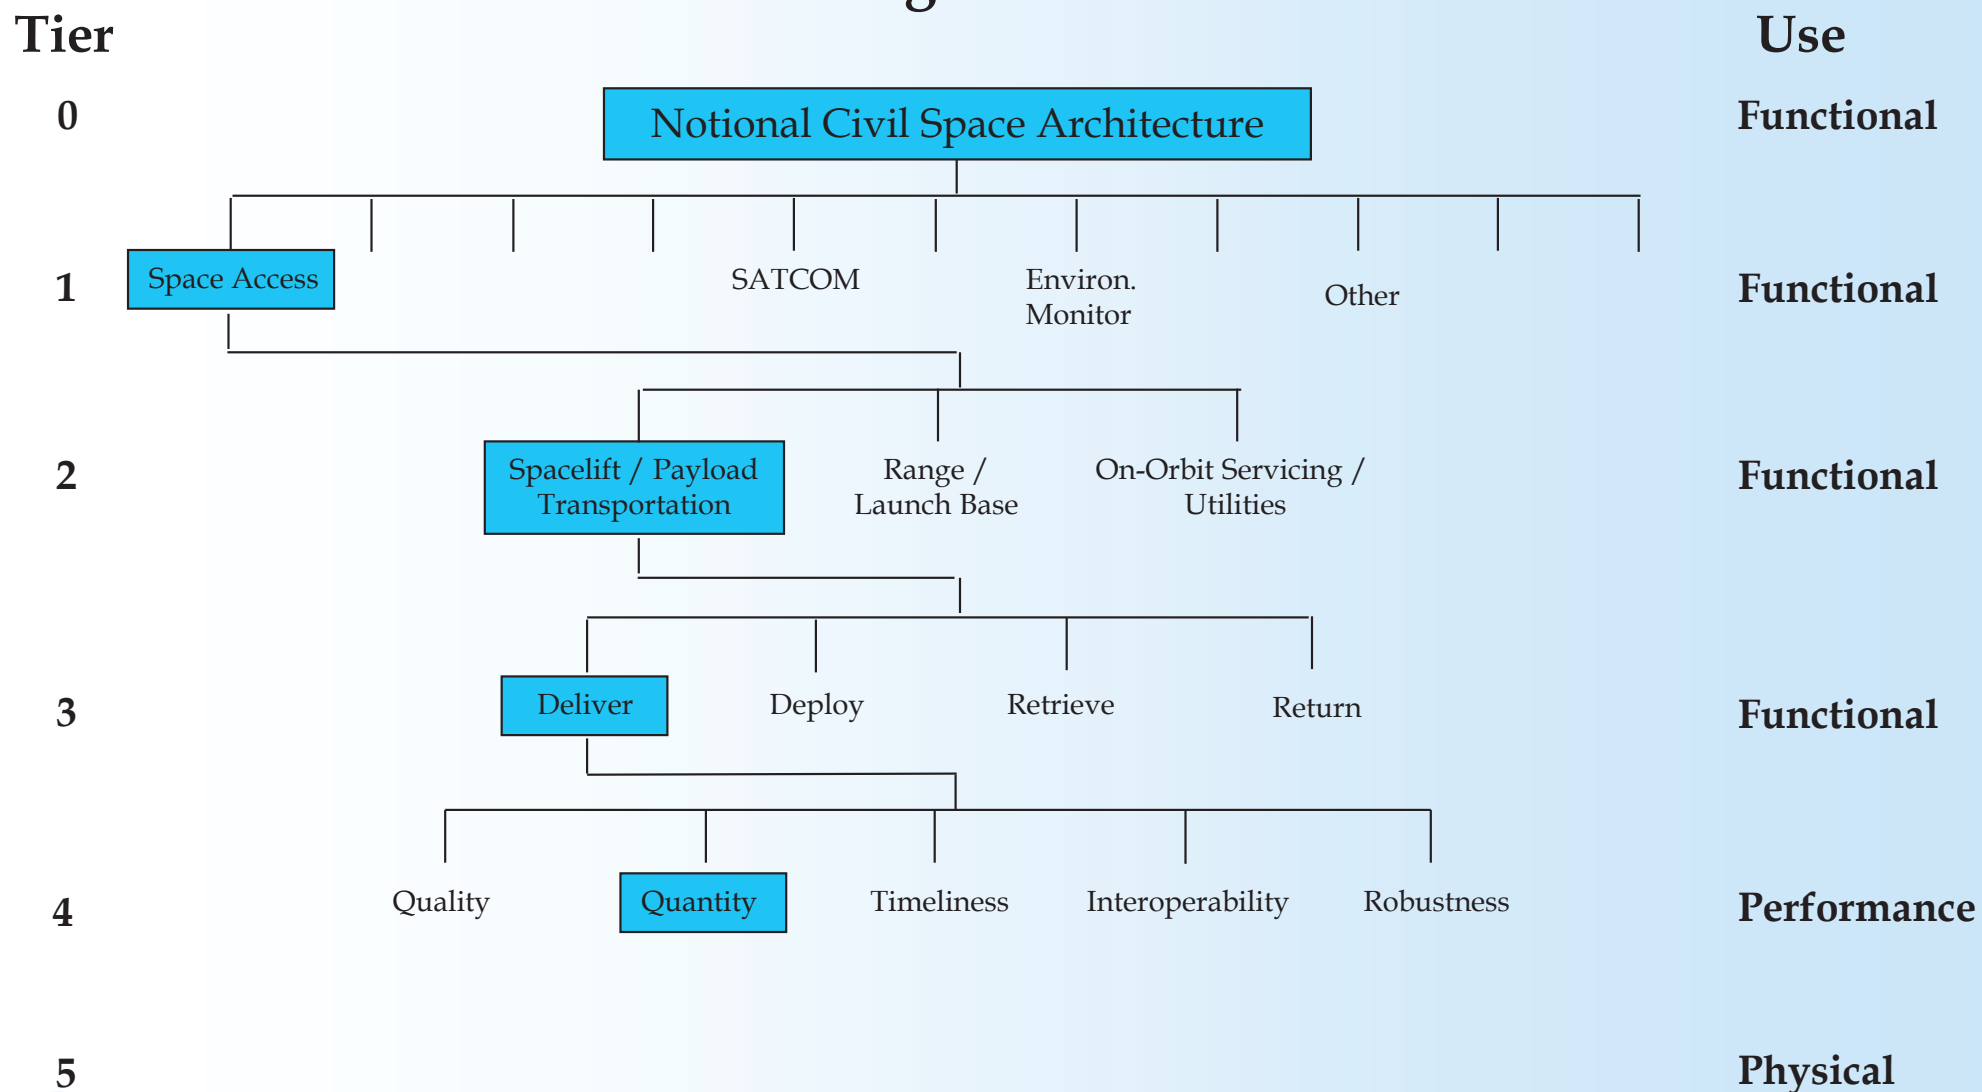 Tier
Use
0
Notional Civil Space Architecture
Functional
1
Space Access
SATCOM
Environ.
Monitor
Other
Functional
2
Spacelift / Payload
Transportation
Range /
Launch Base
On-Orbit Servicing /
Utilities
Functional
3
Deliver
Deploy
Retrieve
Return
Functional
4
Quality
Quantity
Timeliness
Interoperability
Robustness
Performance
5
Physical